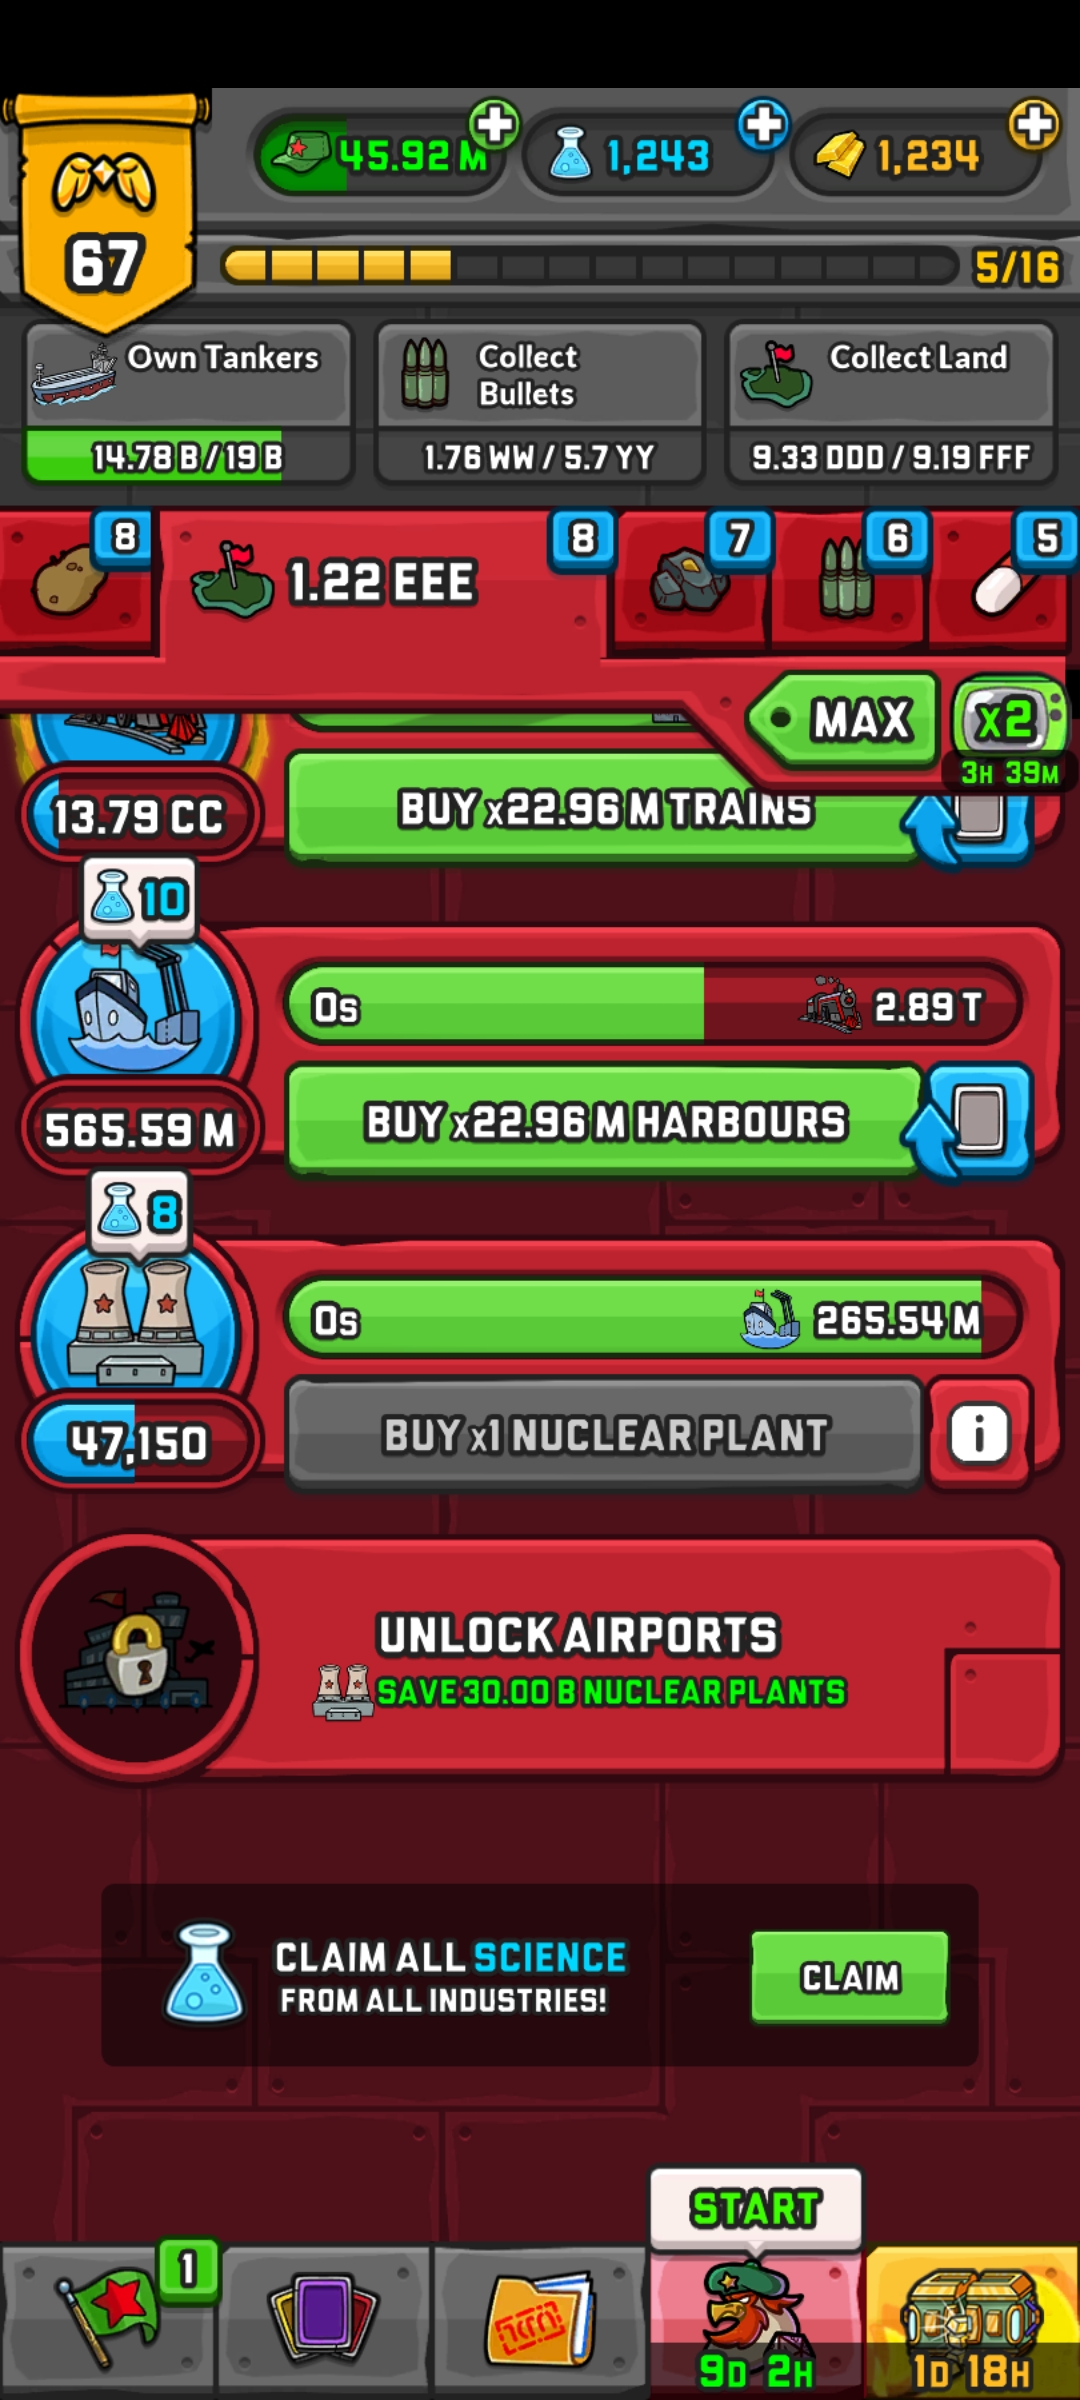 45.92 M
1,243
1,234
67
5/16
Own Tankers
14.78 B / 19 B
Collect
Bullets
1.76 WW / 5.7 YY
Collect Land
9.33 DDD / 9.19 FFF
8
1.22 EEE
8
7
6
5
MAX
x2
3H 39M
13.79 CC
BUY x22.96 M TRAINS
10
0s
2.89 T
565.59 M
BUY x22.96 M HARBOURS
8
0s
265.54 M
47,150
BUY x1 NUCLEAR PLANT
i
UNLOCK AIRPORTS
SAVE 30.00 B NUCLEAR PLANTS
CLAIM ALL SCIENCE
FROM ALL INDUSTRIES!
CLAIM
START
1
9D 2H
1D 18H